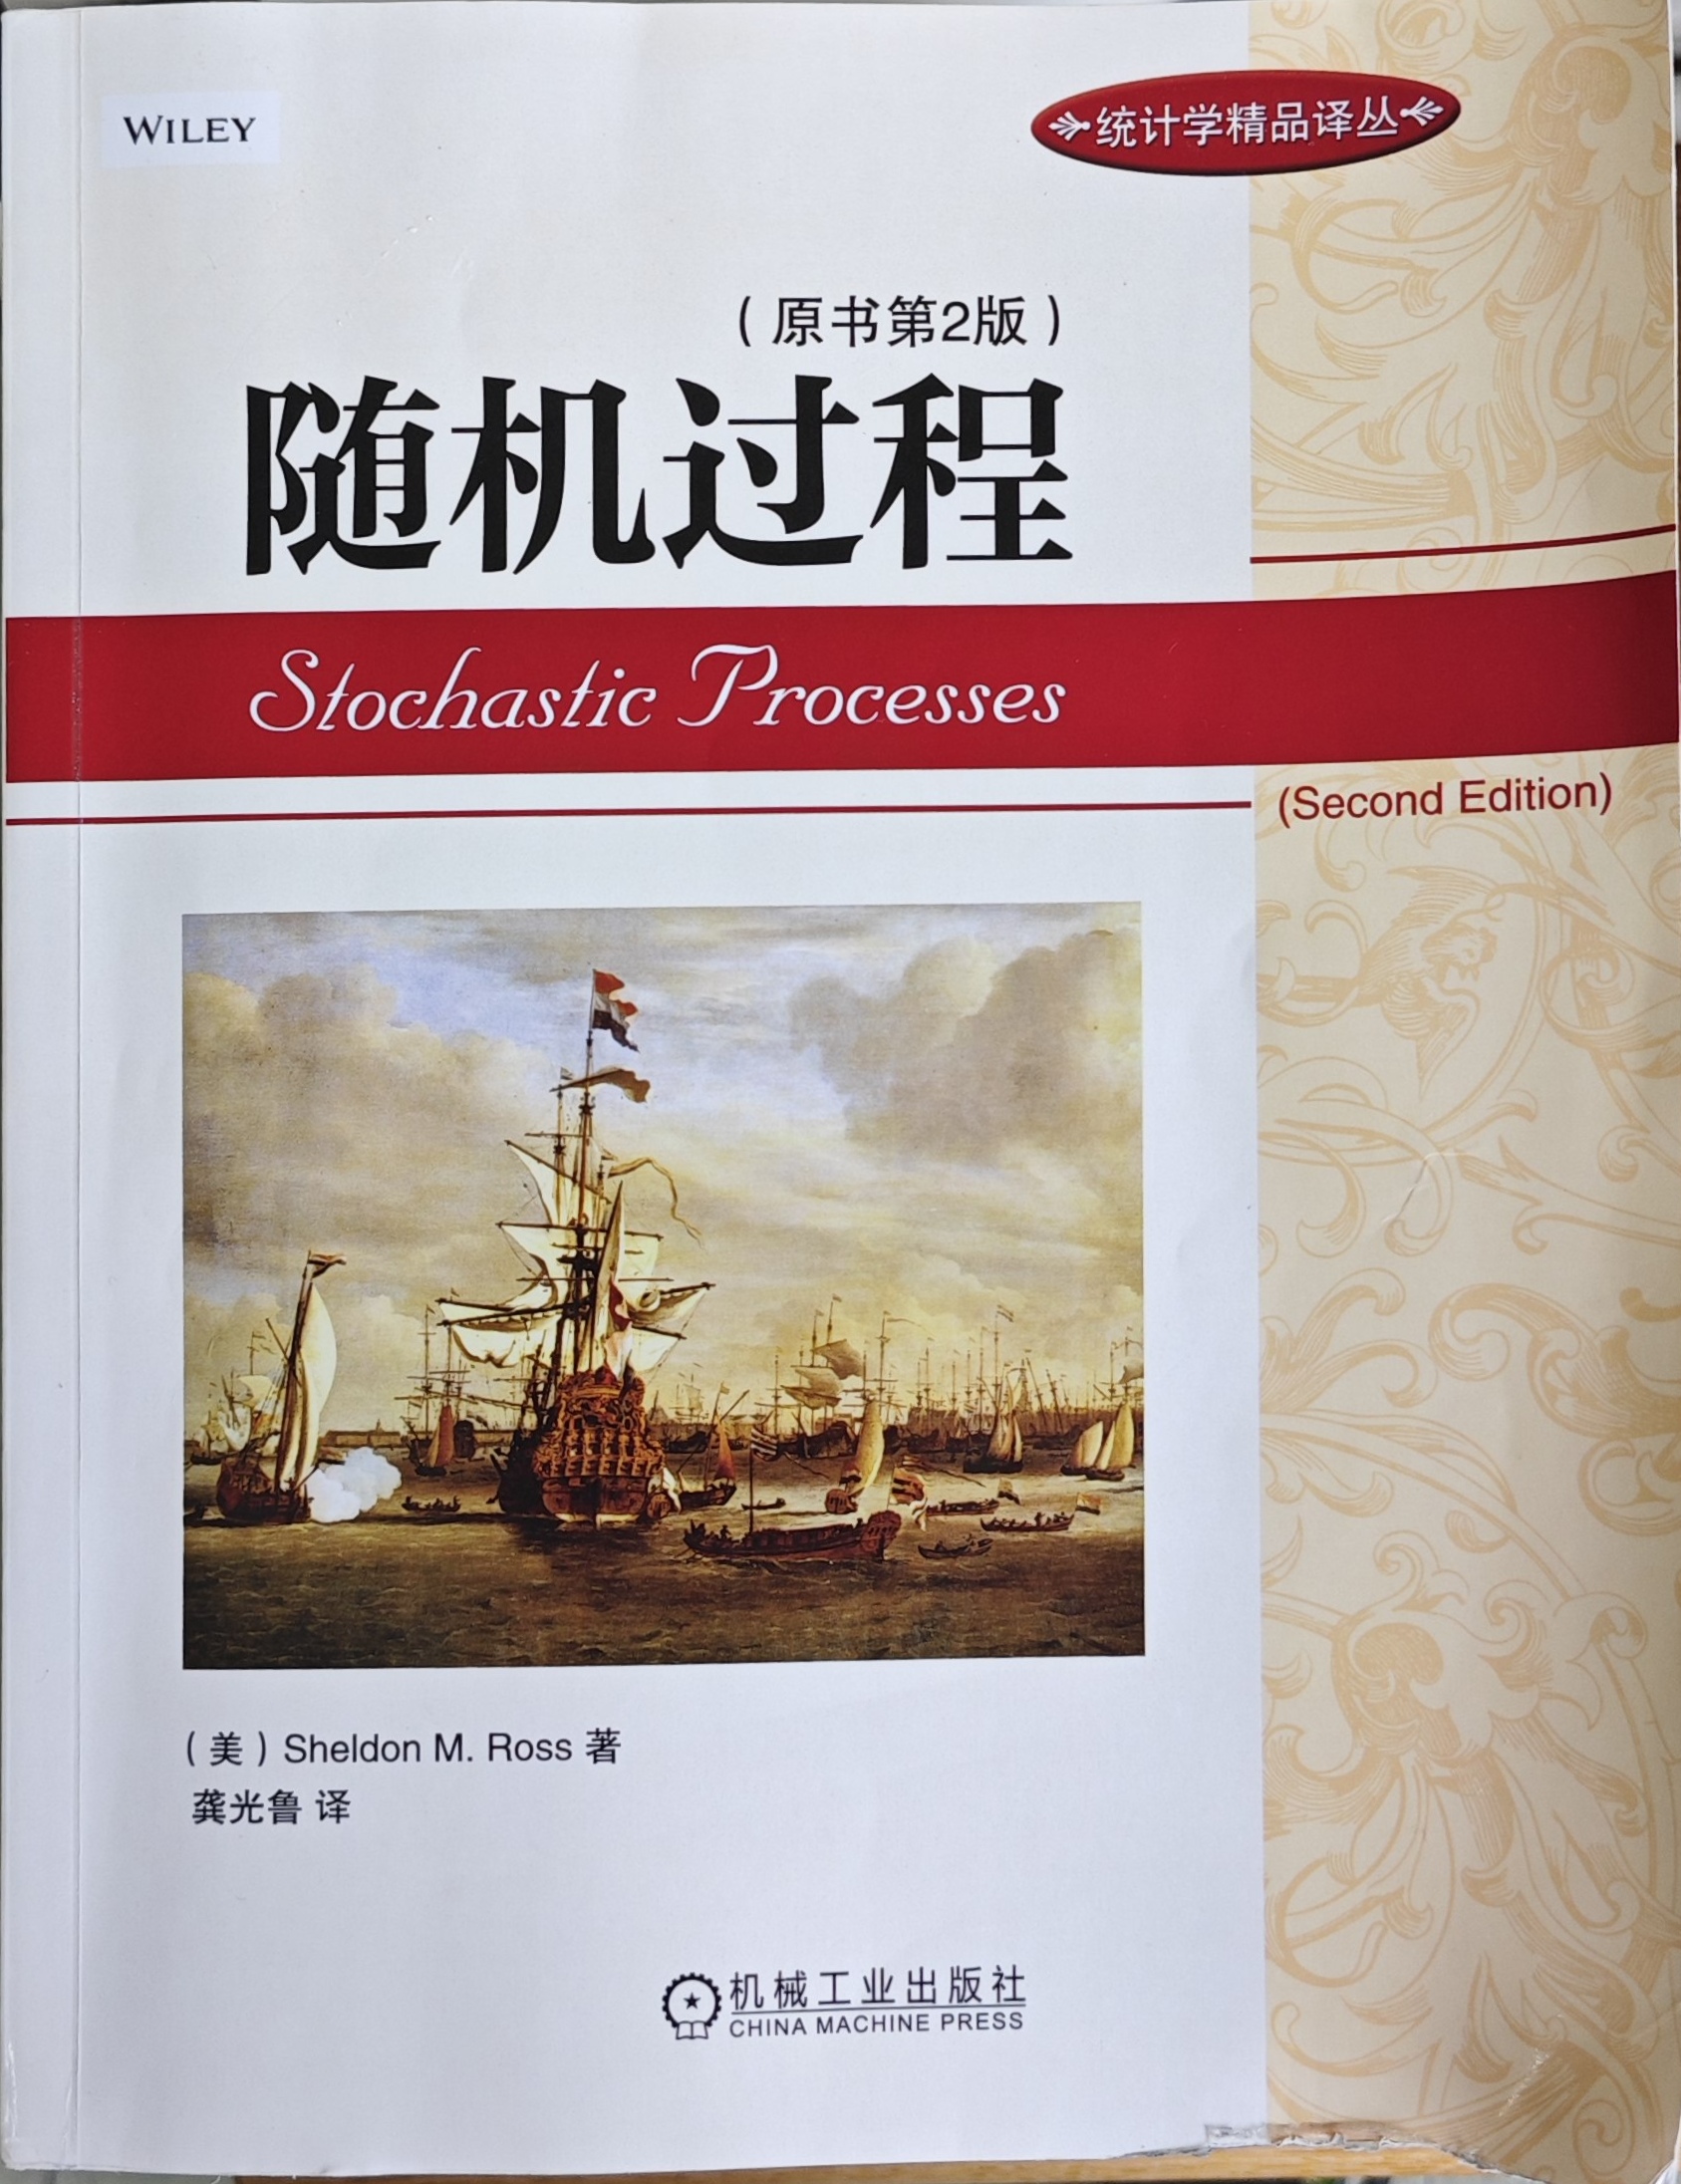 WILEY
统计学精品译丛
（原书第2版）
随机过程
Stochastic Processes
(Second Edition)
（美）Sheldon M. Ross 著
龚光鲁 译
机械工业出版社
CHINA MACHINE PRESS